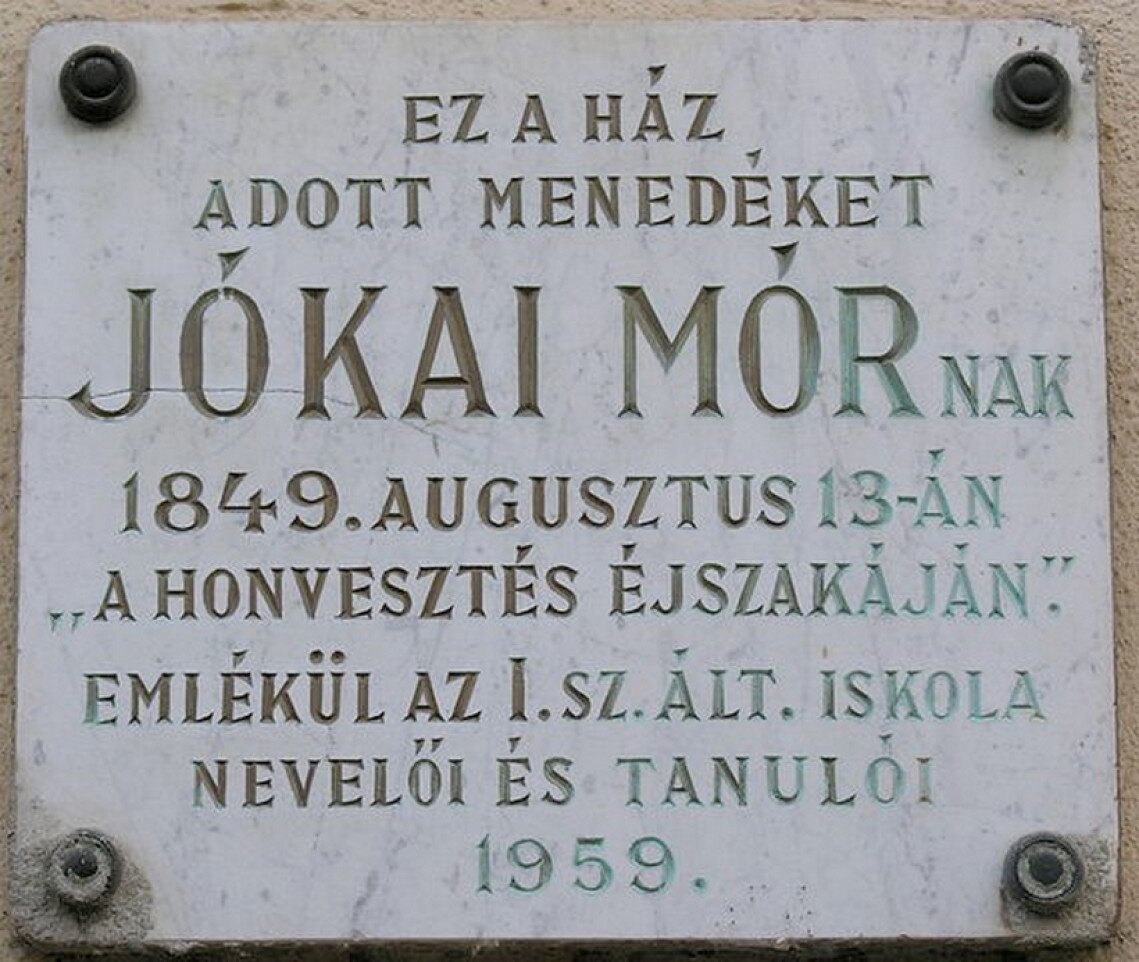 EZ A HÁZ
ADOTT MENEDÉKET
JÓKAI MÓRNAK
1849. AUGUSZTUS 13-ÁN
„A HONVESZTÉS ÉJSZAKÁJÁN”.
EMLÉKÜL AZ I. SZ. ÁLT. ISKOLA
NEVELŐI ÉS TANULÓI
1959.